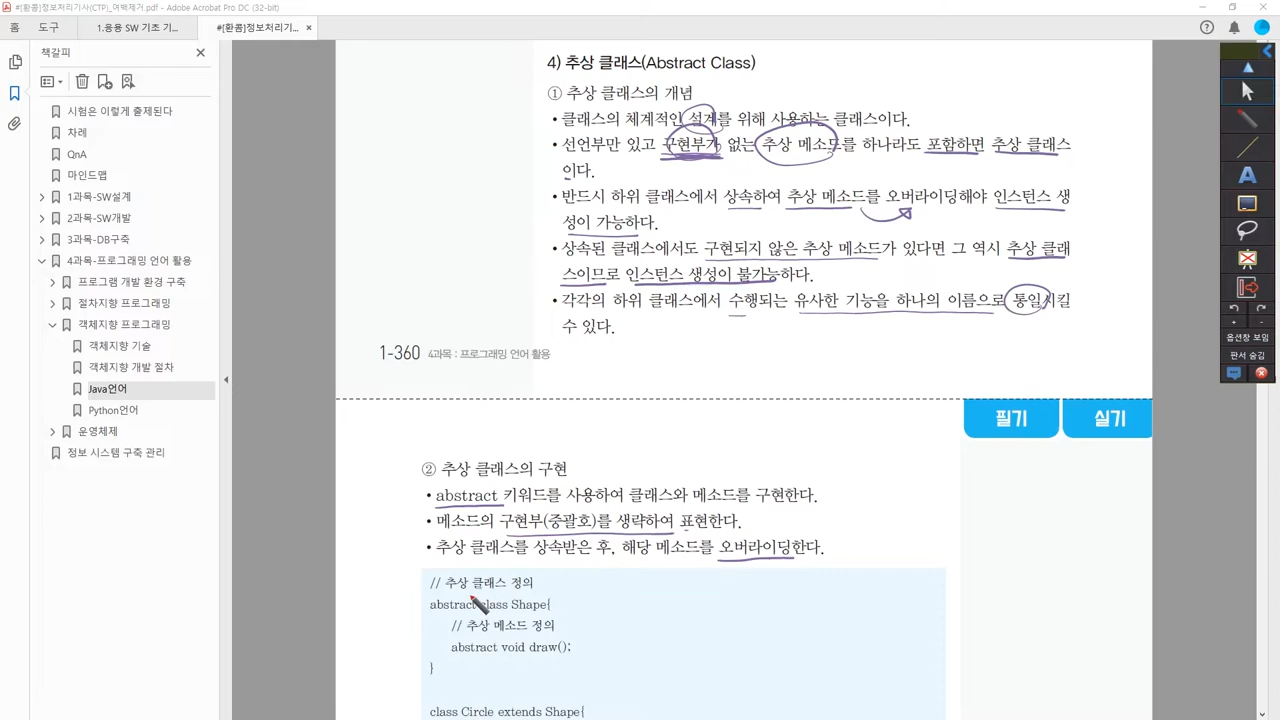 #[환콤]정보처리기사(CTP)_여백제거.pdf - Adobe Acrobat Pro DC (32-bit)
홈 도구 1.응용 SW 기초 기... #[환콤]정보처리기... ×
책갈피
시험은 이렇게 출제된다
차례
QnA
마인드맵
1과목-SW설계
2과목-SW개발
3과목-DB구축
4과목-프로그래밍 언어 활용
프로그램 개발 환경 구축
절차지향 프로그래밍
객체지향 프로그래밍
객체지향 기술
객체지향 개발 절차
Java언어
Python언어
운영체제
정보 시스템 구축 관리
4) 추상 클래스(Abstract Class)
① 추상 클래스의 개념
• 클래스의 체계적인 설계를 위해 사용하는 클래스이다.
• 선언부만 있고 구현부가 없는 추상 메소드를 하나라도 포함하면 추상 클래스
이다.
• 반드시 하위 클래스에서 상속하여 추상 메소드를 오버라이딩해야 인스턴스 생
성이 가능하다.
• 상속된 클래스에서도 구현되지 않은 추상 메소드가 있다면 그 역시 추상 클래
스이므로 인스턴스 생성이 불가능하다.
• 각각의 하위 클래스에서 수행되는 유사한 기능을 하나의 이름으로 통일시킬
수 있다.
1-360 4과목 : 프로그래밍 언어 활용
필기 실기
② 추상 클래스의 구현
• abstract 키워드를 사용하여 클래스와 메소드를 구현한다.
• 메소드의 구현부(중괄호)를 생략하여 표현한다.
• 추상 클래스를 상속받은 후, 해당 메소드를 오버라이딩한다.
// 추상 클래스 정의
abstract class Shape{
// 추상 메소드 정의
abstract void draw();
}
class Circle extends Shape{
A
옵션창 보임
판서 숨김